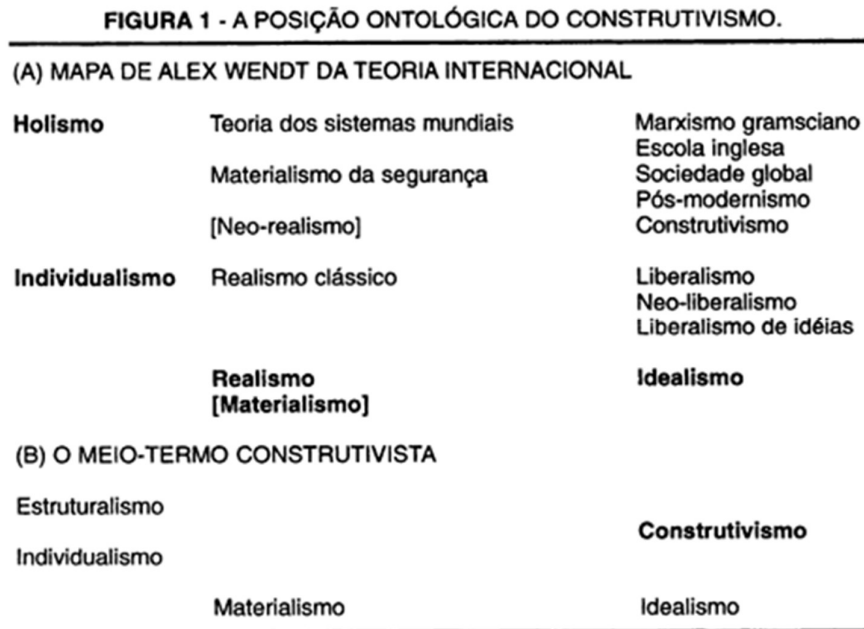 FIGURA 1 - A POSIÇÃO ONTOLÓGICA DO CONSTRUTIVISMO.
(A) MAPA DE ALEX WENDT DA TEORIA INTERNACIONAL
Holismo Teoria dos sistemas mundiais Marxismo gramsciano
Escola inglesa
Materialismo da segurança Sociedade global
Pós-modernismo
[Neo-realismo] Construtivismo
Individualismo Realismo clássico Liberalismo
Neo-liberalismo
Liberalismo de idéias
Realismo Idealismo
[Materialismo]
(B) O MEIO-TERMO CONSTRUTIVISTA
Estruturalismo
Construtivismo
Individualismo
Materialismo Idealismo